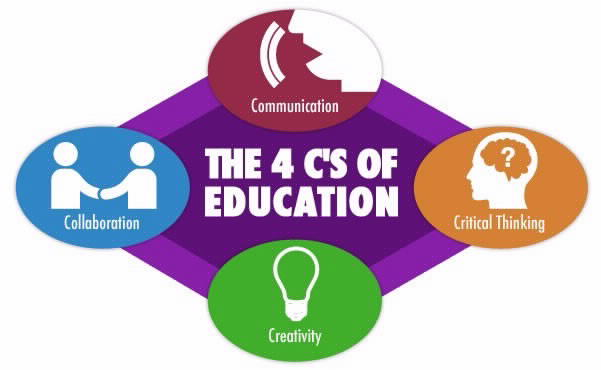 Communication
THE 4 C'S OF
EDUCATION
Collaboration
?
Critical Thinking
Creativity